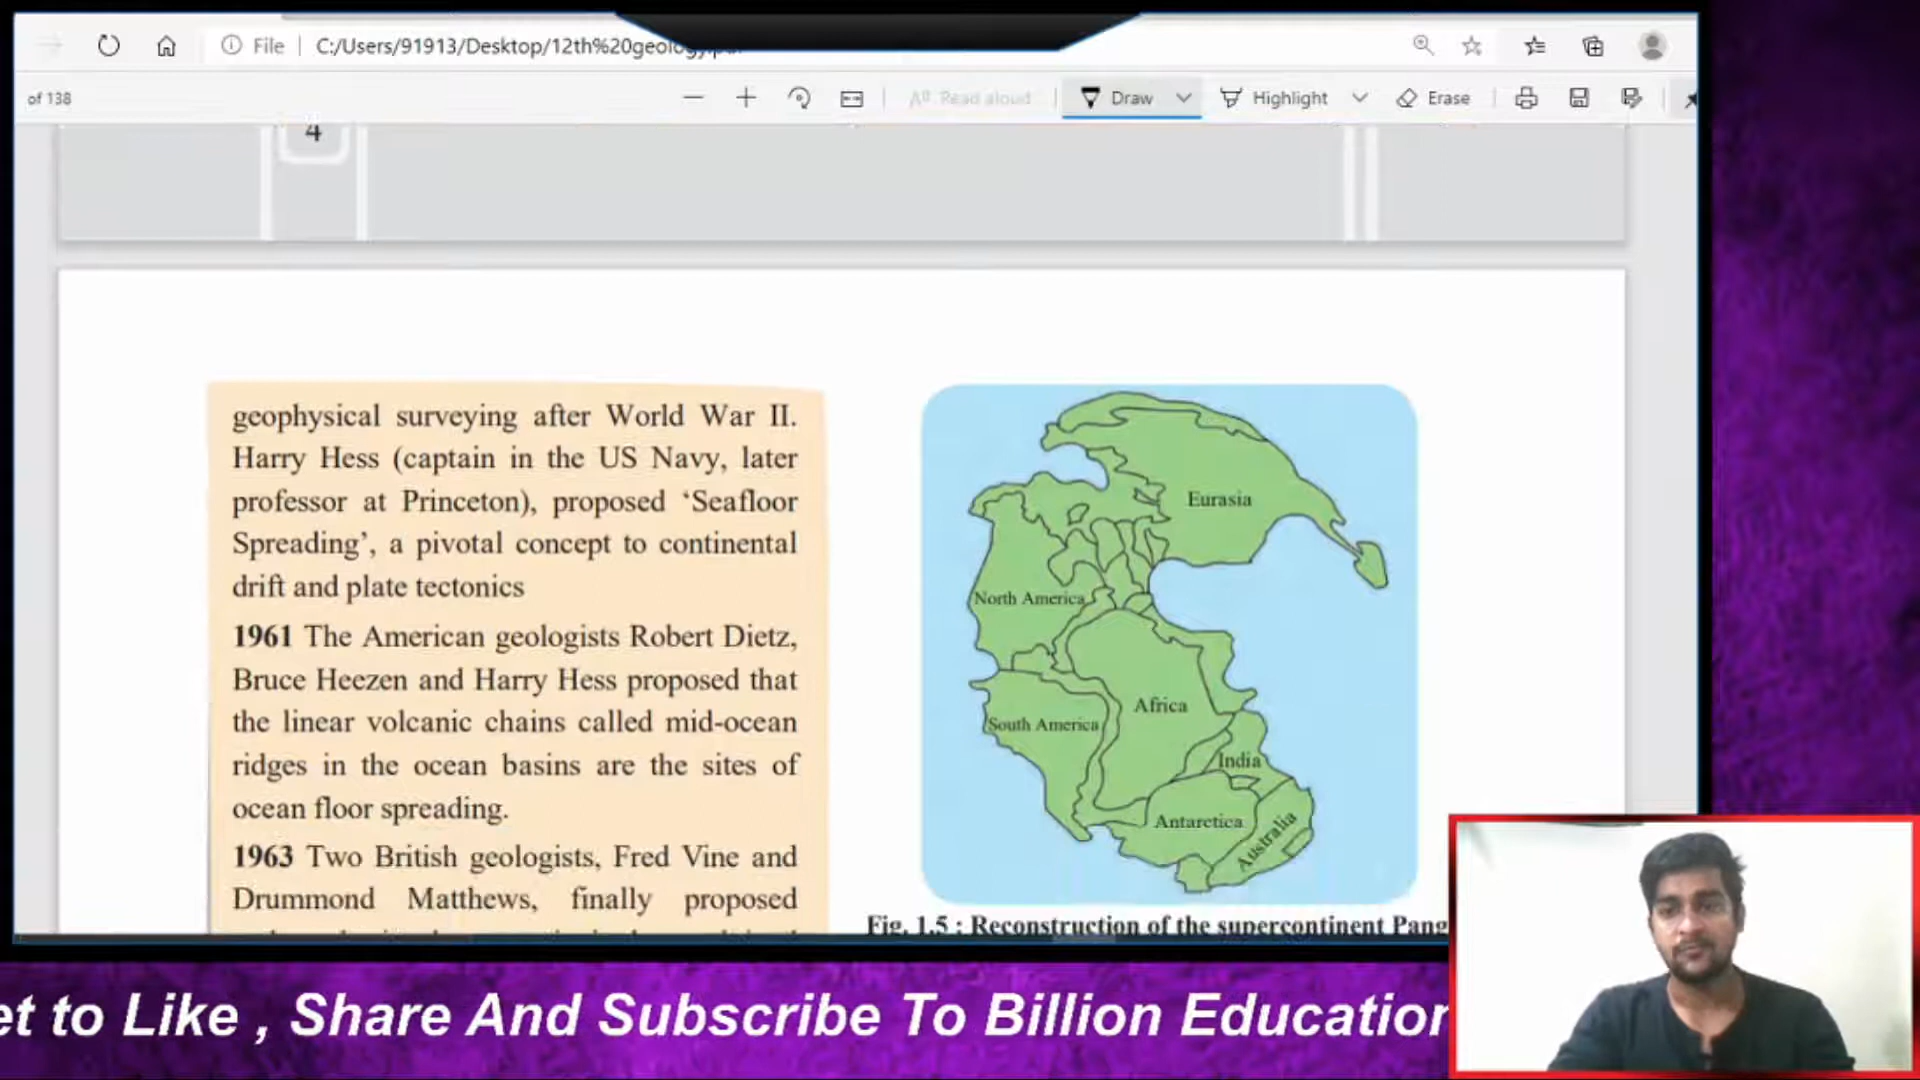 File
C:/Users/91913/Desktop/12th%20geology.pdf
of 138
Read aloud
Draw
Highlight
Erase
4
geophysical surveying after World War II.
Harry Hess (captain in the US Navy, later
professor at Princeton), proposed ‘Seafloor
Spreading’, a pivotal concept to continental
drift and plate tectonics
1961 The American geologists Robert Dietz,
Bruce Heezen and Harry Hess proposed that
the linear volcanic chains called mid-ocean
ridges in the ocean basins are the sites of
ocean floor spreading.
1963 Two British geologists, Fred Vine and
Drummond Matthews, finally proposed
Eurasia
North America
Africa
South America
India
Antarctica
Australia
Fig. 1.5 : Reconstruction of the supercontinent Pang
et to Like , Share And Subscribe To Billion Education